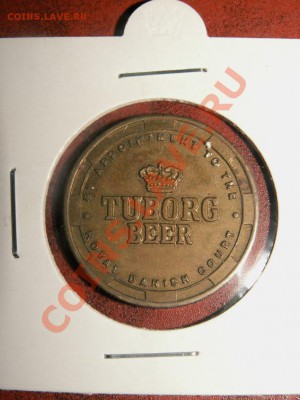 COINS.LAVE.RU
BY APPOINTMENT TO THE
TUBORG
BEER
ROYAL DANISH COURT
COINS.LAVE.RU